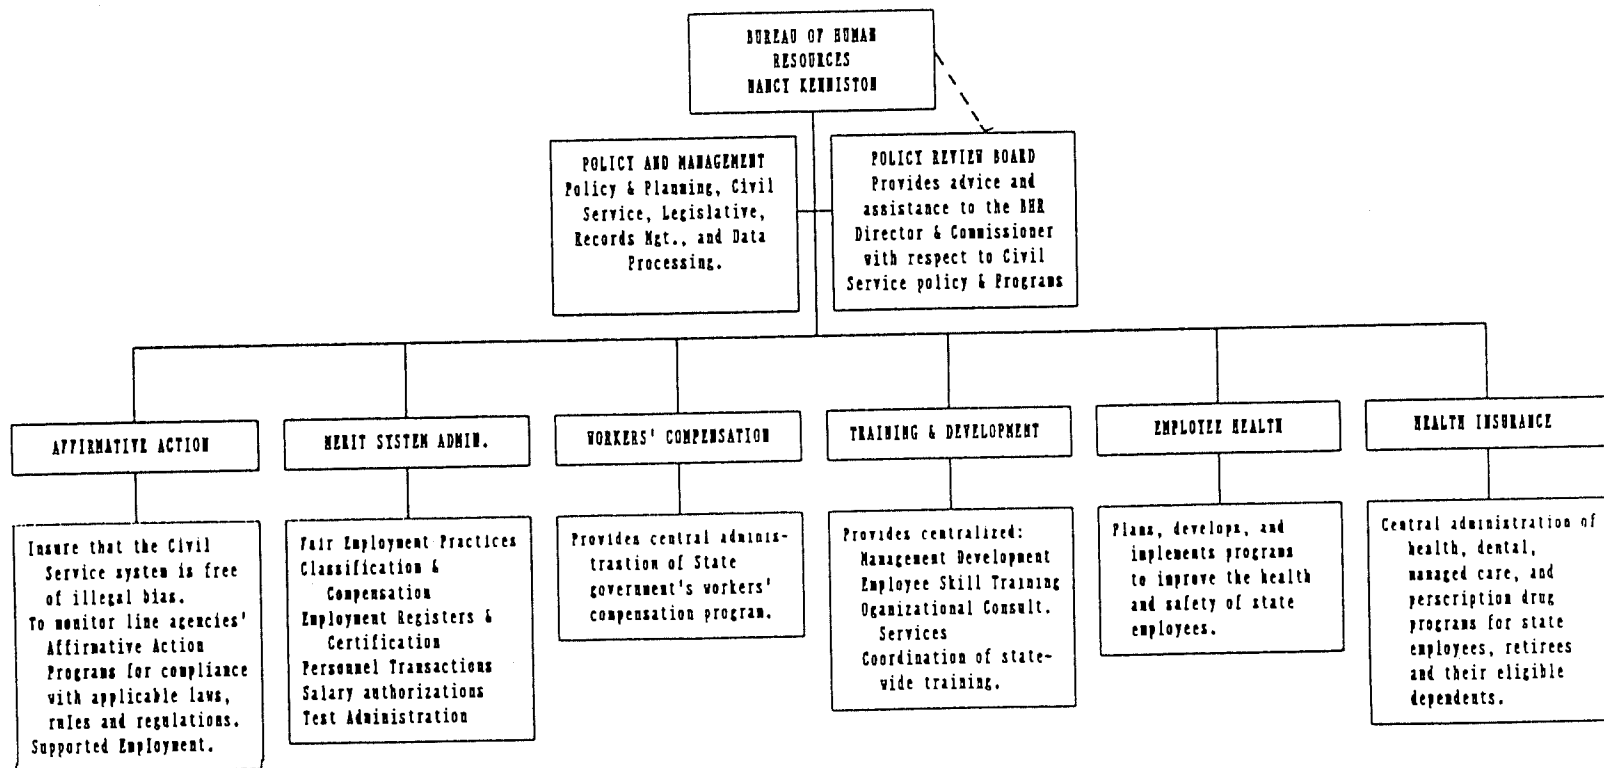 BUREAU OF HUMAN
RESOURCES
NANCY KENNISTON
POLICY AND MANAGEMENT
Policy & Planning, Civil
Service, Legislative,
Records Mgt., and Data
Processing.
POLICY REVIEW BOARD
Provides advice and
assistance to the BHR
Director & Commissioner
with respect to Civil
Service policy & Programs
AFFIRMATIVE ACTION
MERIT SYSTEM ADMIN.
WORKERS' COMPENSATION
TRAINING & DEVELOPMENT
EMPLOYEE HEALTH
HEALTH INSURANCE
Insure that the Civil
Service system is free
of illegal bias.
To monitor line agencies'
Affirmative Action
Programs for compliance
with applicable laws,
rules and regulations.
Supported Employment.
Fair Employment Practices
Classification &
Compensation
Employment Registers &
Certification
Personnel Transactions
Salary authorizations
Test Administration
Provides central adminis-
trastion of State
government's workers'
compensation program.
Provides centralized:
Management Development
Employee Skill Training
Oganizational Consult.
Services
Coordination of state-
wide training.
Plans, develops, and
implements programs
to improve the health
and safety of state
employees.
Central administration of
health, dental,
managed care, and
perscription drug
programs for state
employees, retirees
and their eligible
dependents.